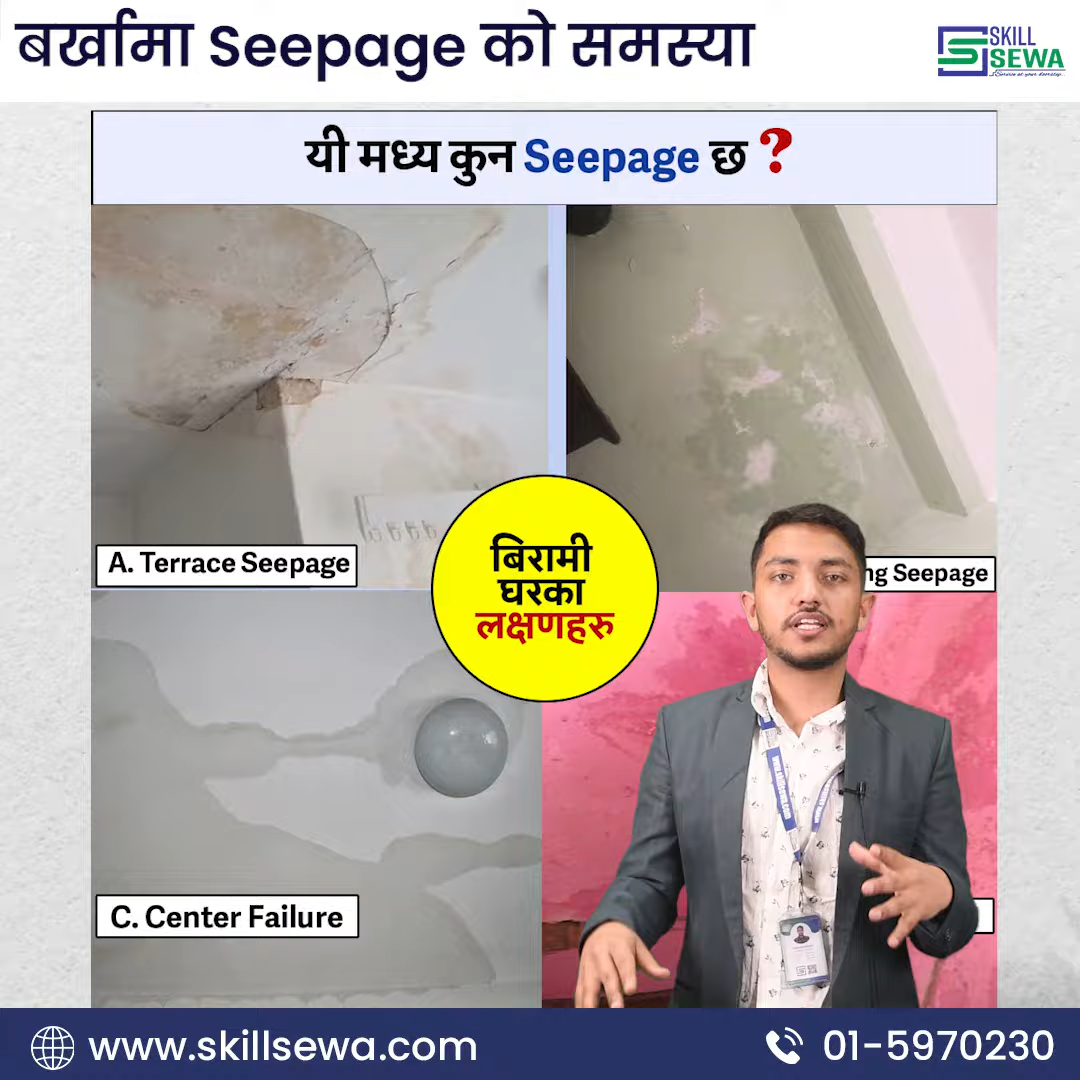 बर्खामा Seepage को समस्या
SKILL
SEWA
यी मध्य कुन Seepage छ ?
A. Terrace Seepage
ng Seepage
बिरामी
घरका
लक्षणहरु
C. Center Failure
www.skillsewa.com
01-5970230